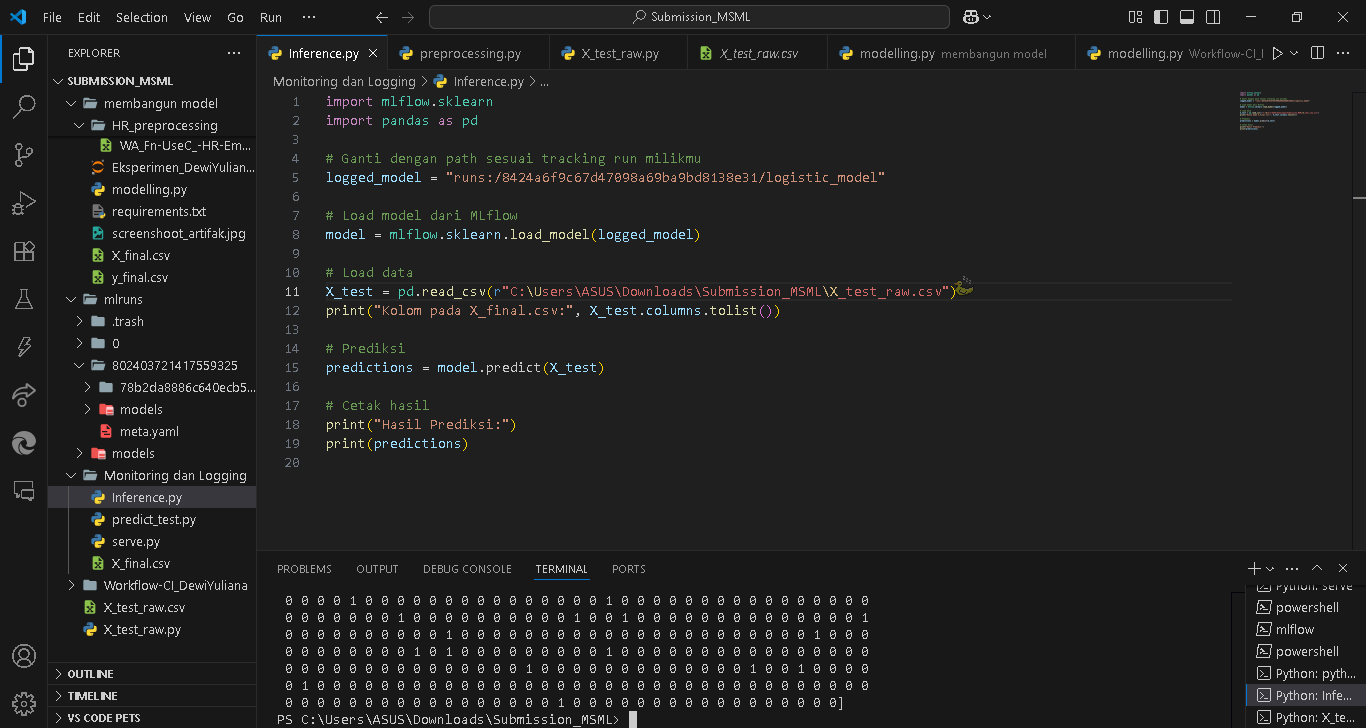 File Edit Selection View Go Run ··· Submission_MSML
EXPLORER ···
SUBMISSION_MSML
membangun model
HR_preprocessing
WA_Fn-UseC_-HR-Em...
Eksperimen_DewiYulian...
modelling.py
requirements.txt
screenshoot_artifak.jpg
X_final.csv
y_final.csv
mlruns
.trash
0
802403721417559325
78b2da8886c640ecb5...
models
meta.yaml
models
Monitoring dan Logging
Inference.py
predict_test.py
serve.py
X_final.csv
Workflow-CI_DewiYuliana
X_test_raw.csv
X_test_raw.py
OUTLINE
TIMELINE
VS CODE PETS
Inference.py preprocessing.py X_test_raw.py X_test_raw.csv modelling.py membangun model modelling.py Workflow-CI_
Monitoring dan Logging > Inference.py > ...
1 import mlflow.sklearn
2 import pandas as pd
3
4 # Ganti dengan path sesuai tracking run milikmu
5 logged_model = "runs:/8424a6f9c67d47098a69ba9bd8138e31/logistic_model"
6
7 # Load model dari MLflow
8 model = mlflow.sklearn.load_model(logged_model)
9
10 # Load data
11 X_test = pd.read_csv(r"C:\Users\ASUS\Downloads\Submission_MSML\X_test_raw.csv")
12 print("Kolom pada X_final.csv:", X_test.columns.tolist())
13
14 # Prediksi
15 predictions = model.predict(X_test)
16
17 # Cetak hasil
18 print("Hasil Prediksi:")
19 print(predictions)
20
PROBLEMS OUTPUT DEBUG CONSOLE TERMINAL PORTS
0 0 0 0 1 0 0 0 0 0 0 0 0 0 0 0 0 0 0 0 1 0 0 0 0 0 0 0 0 0 0 0 0 0 0 0 0
0 0 0 0 0 0 0 1 0 0 0 0 0 0 0 0 0 0 1 0 0 1 0 0 0 0 0 0 0 0 0 0 0 0 0 0 1
0 0 0 0 0 0 0 0 0 0 1 0 0 0 0 0 0 0 0 0 0 0 0 0 0 0 0 0 0 0 0 0 0 1 0 0 0
0 0 0 0 0 0 0 0 1 0 1 0 0 0 0 0 0 0 0 0 1 0 0 0 0 0 0 0 0 0 0 0 0 0 0 0 0
0 0 0 0 0 0 0 0 0 0 0 0 0 0 0 1 0 0 0 0 0 0 0 0 0 0 0 0 0 1 0 0 1 0 0 0 0
0 1 0 0 0 0 0 0 0 0 0 0 0 0 0 0 0 0 0 0 0 0 0 0 0 0 0 0 0 0 0 0 0 0 0 0 0
0 0 0 0 0 0 0 0 0 0 0 0 0 0 0 0 0 1 0 0 0 0 0 0 0 0 0 0 0 0 0 0 0 0 0]
PS C:\Users\ASUS\Downloads\Submission_MSML>
Python: serve
powershell
mlflow
powershell
Python: pyth...
Python: Infe...
Python: X_te...